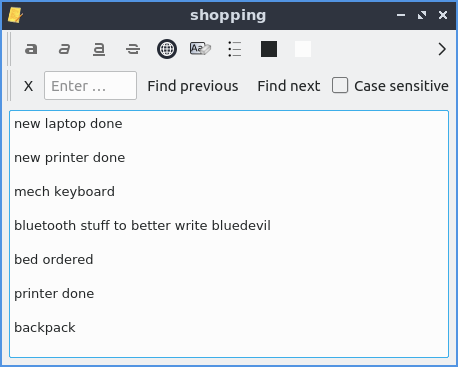 shopping
X Enter ... Find previous Find next Case sensitive
new laptop done
new printer done
mech keyboard
bluetooth stuff to better write bluedevil
bed ordered
printer done
backpack